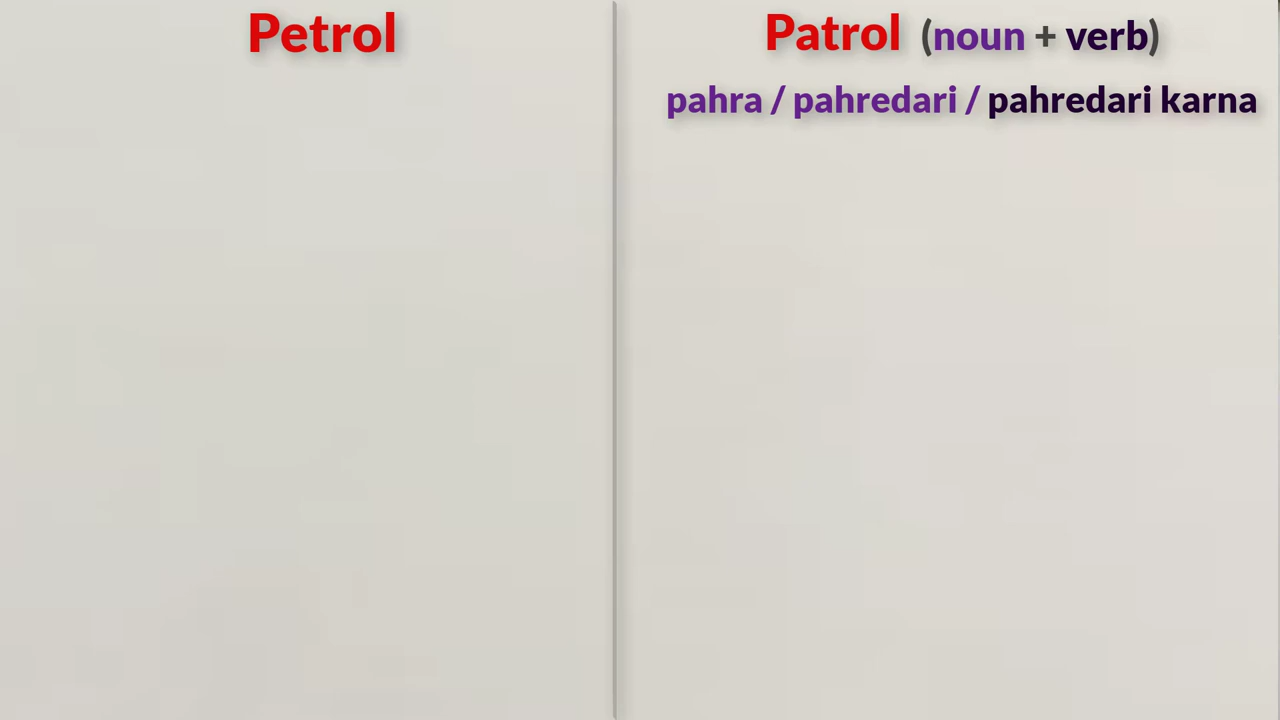 Petrol
Patrol (noun + verb)
pahra / pahredari / pahredari karna